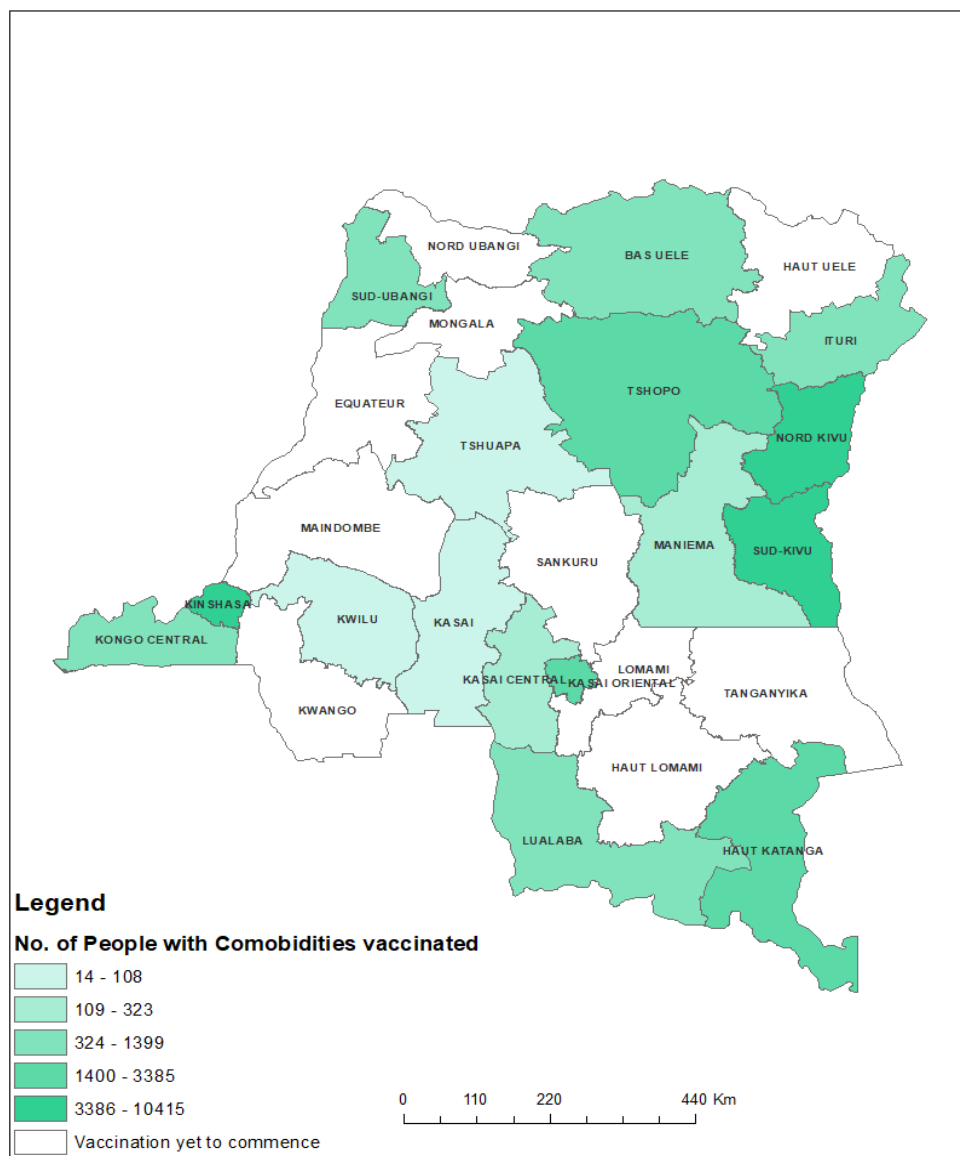 NORD UBANGI
BAS UELE
HAUT UELE
SUD-UBANGI
MONGALA
ITURI
TSHOPO
EQUATEUR
NORD KIVU
TSHUAPA
MAINDOMBE
MANIEMA
SUD-KIVU
SANKURU
KINSHASA
KWILU
KASAI
KONGO CENTRAL
LOMAMI
KASAI CENTRAL
KASAI ORIENTAL
TANGANYIKA
KWANGO
HAUT LOMAMI
LUALABA
HAUT KATANGA
Legend
No. of People with Comobidities vaccinated
14 - 108
109 - 323
324 - 1399
1400 - 3385
3386 - 10415
Vaccination yet to commence
0 110 220 440 Km